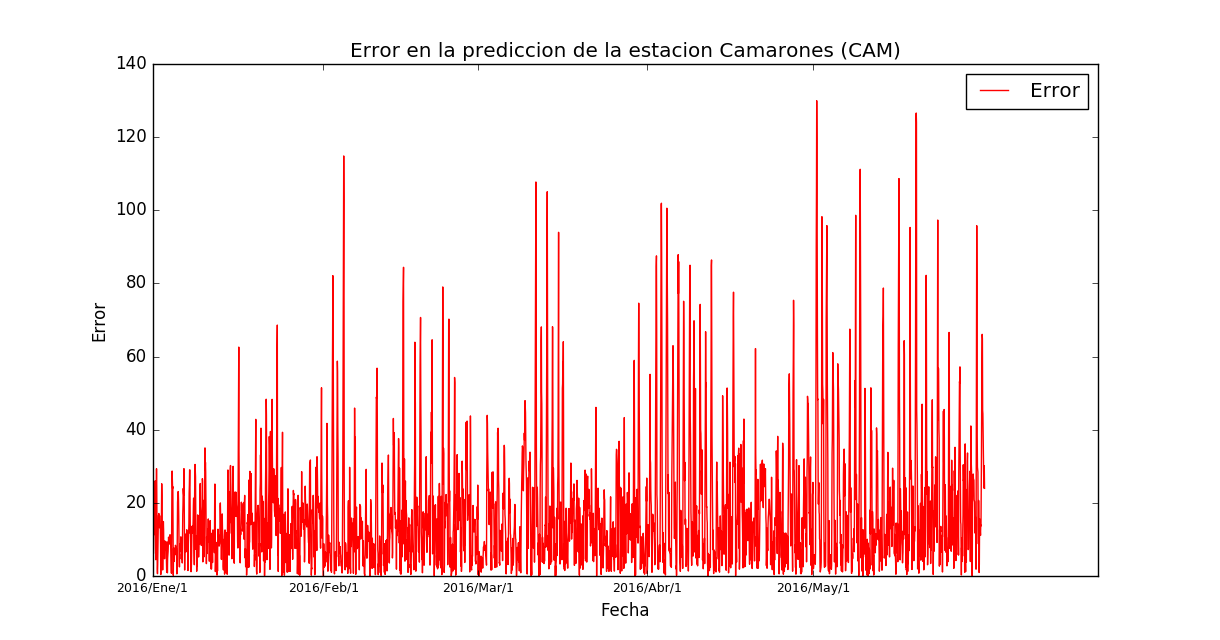 Error en la prediccion de la estacion Camarones (CAM)
140
120
100
80
60
40
20
0
Error
Error
2016/Ene/1 2016/Feb/1 2016/Mar/1 2016/Abr/1 2016/May/1
Fecha